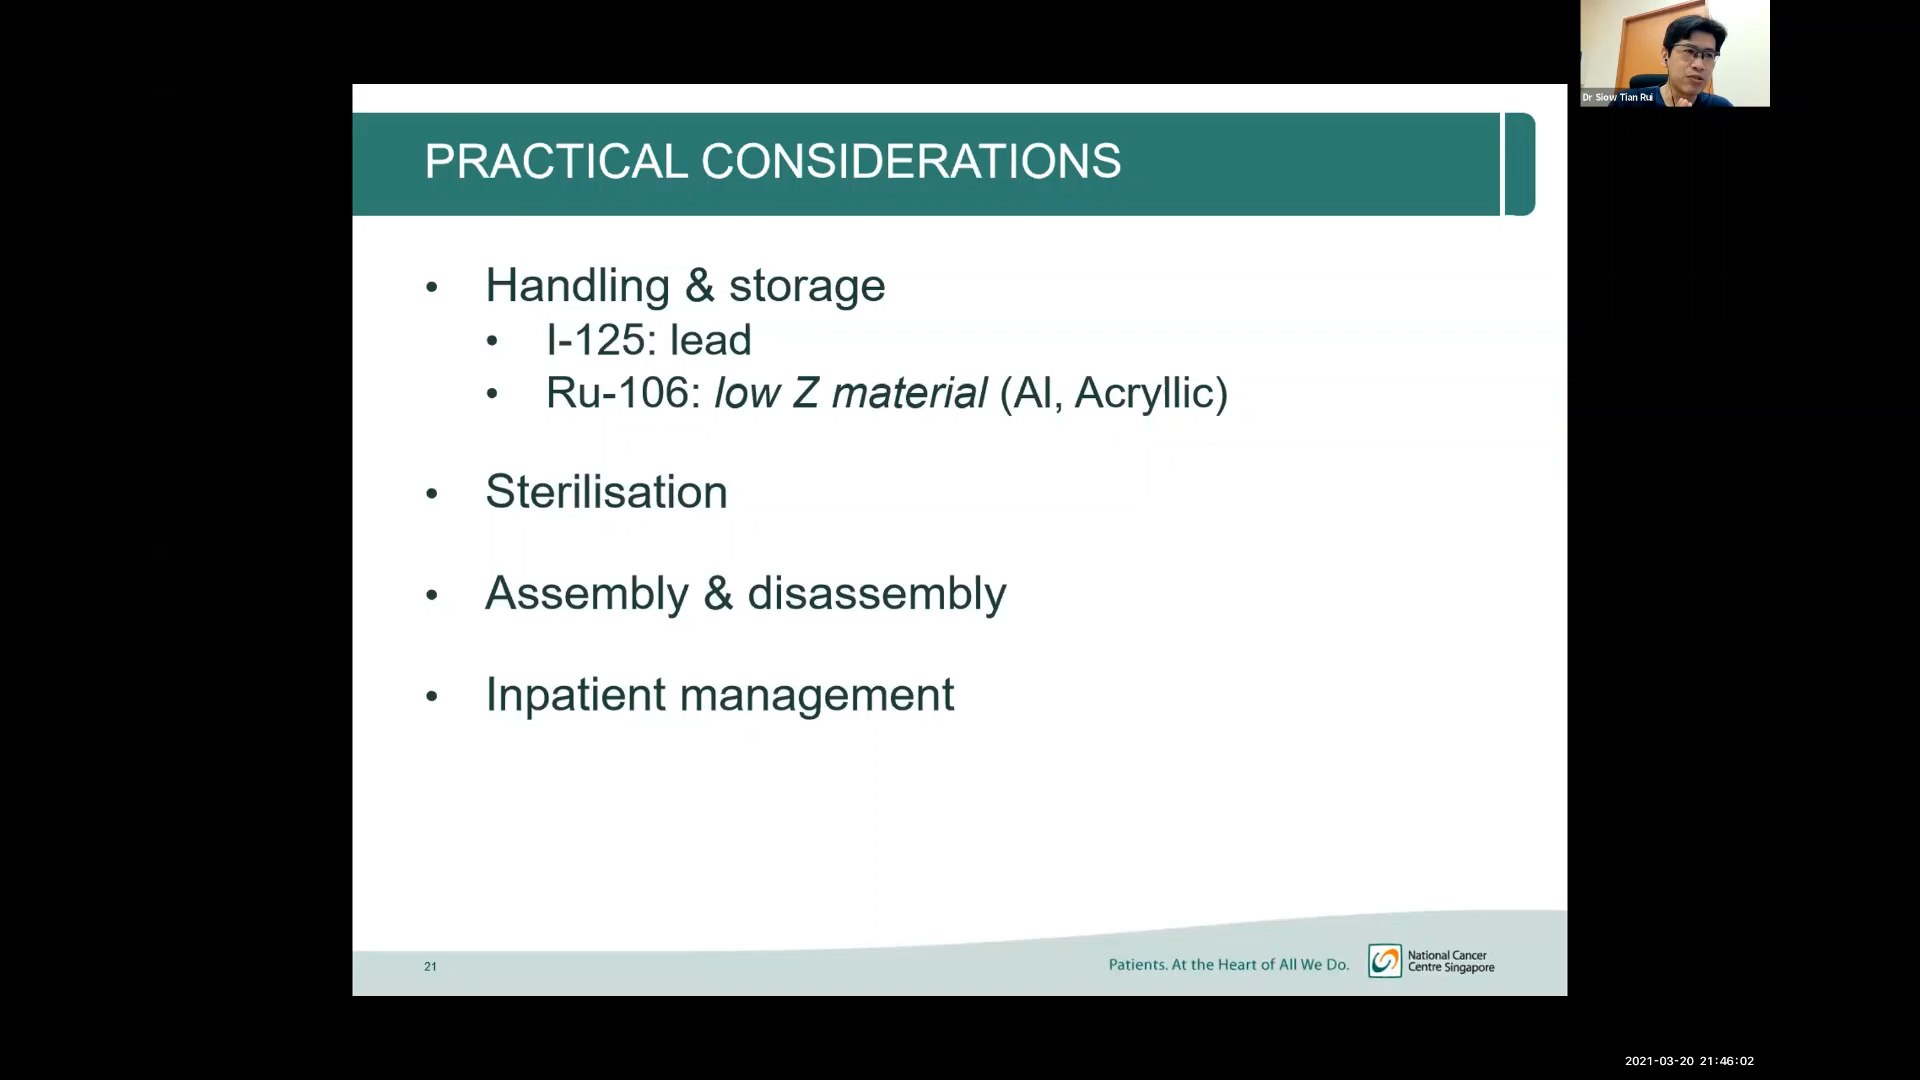 Dr Siow Tian Rui
PRACTICAL CONSIDERATIONS
• Handling & storage
• I-125: lead
• Ru-106: low Z material (Al, Acryllic)
• Sterilisation
• Assembly & disassembly
• Inpatient management
21
Patients. At the Heart of All We Do.
National Cancer
Centre Singapore
2021-03-20 21:46:02